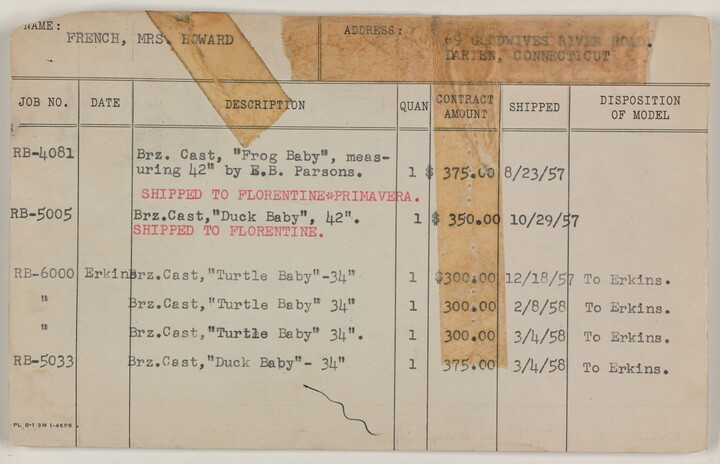 NAME: FRENCH, MRS. HOWARD ADDRESS: 69 GOODWIVES RIVER ROAD.
DARIEN, CONNECTICUT
JOB NO. DATE DESCRIPTION QUAN CONTRACT AMOUNT SHIPPED DISPOSITION OF MODEL
RB-4081 Brz. Cast, "Frog Baby", meas-
uring 42" by E.B. Parsons. 1 $ 375.00 8/23/57
SHIPPED TO FLORENTINE*PRIMAVERA.
RB-5005 Brz.Cast,"Duck Baby", 42". 1 $ 350.00 10/29/57
SHIPPED TO FLORENTINE.
RB-6000 Erkins Brz.Cast,"Turtle Baby"-34" 1 $300.00 12/18/57 To Erkins.
" Brz.Cast,"Turtle Baby" 34" 1 300.00 2/8/58 To Erkins.
" Brz.Cast,"Turtle Baby" 34". 1 300.00 3/4/58 To Erkins.
RB-5033 Brz.Cast,"Duck Baby"- 34" 1 375.00 3/4/58 To Erkins.